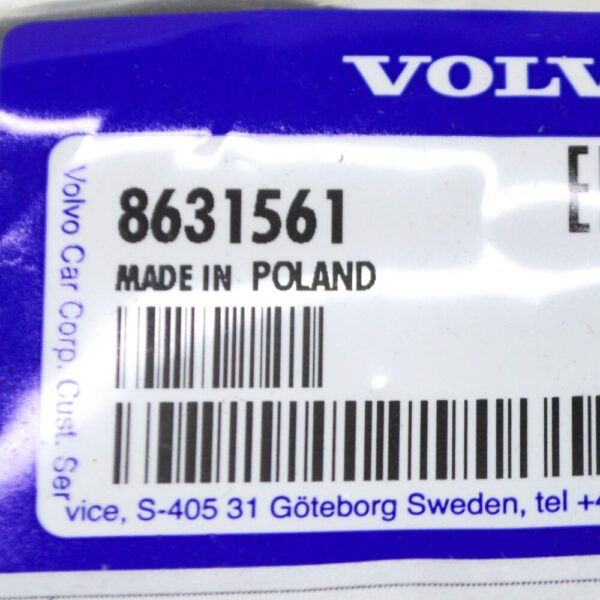 VOLV
E
8631561
MADE IN POLAND
Volvo Car Corp. Cust. Ser
vice, S-405 31 Göteborg Sweden, tel +4